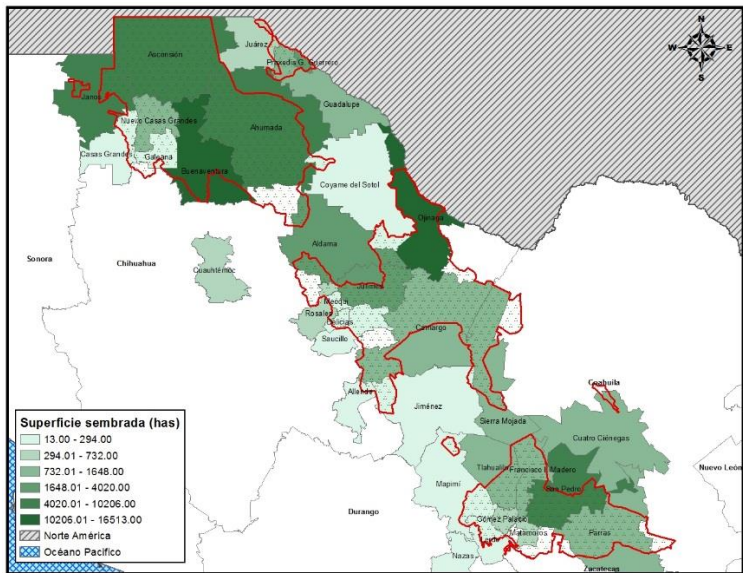 N
W E
S
Ascensión
Juárez
Praxedis G. Guerrero
Janos
Guadalupe
Nuevo Casas Grandes
Ahumada
Casas Grandes
Galeana
Buenaventura
Coyame del Sotol
Ojinaga
Sonora
Chihuahua
Aldama
Cuauhtémoc
Julimes
Meoqui
Rosales
Delicias
Camargo
Saucillo
Coahuila
Allende
Jiménez
Sierra Mojada
Cuatro Ciénegas
Nuevo León
Tlahualilo
Francisco I. Madero
Mapimí
San Pedro
Durango
Gómez Palacio
Matamoros
Parras
Lerdo
Nazas
Zacatecas
Superficie sembrada (has)
13.00 - 294.00
294.01 - 732.00
732.01 - 1648.00
1648.01 - 4020.00
4020.01 - 10206.00
10206.01 - 16513.00
Norte América
Océano Pacifico